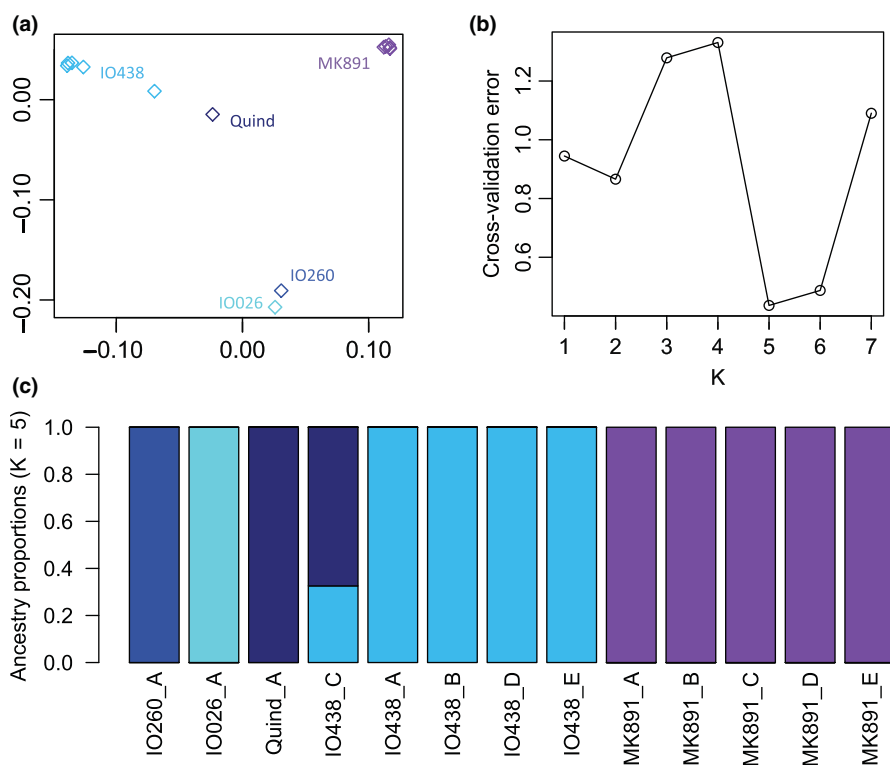 (a)
0.00
−0.10
−0.20
−0.10
0.00
0.10
IO438
MK891
Quind
IO260
IO026
(b)
Cross-validation error
1.2
1.0
0.8
0.6
1 2 3 4 5 6 7
K
(c)
Ancestry proportions (K = 5)
1.0
0.8
0.6
0.4
0.2
0.0
IO260_A
IO026_A
Quind_A
IO438_C
IO438_A
IO438_B
IO438_D
IO438_E
MK891_A
MK891_B
MK891_C
MK891_D
MK891_E